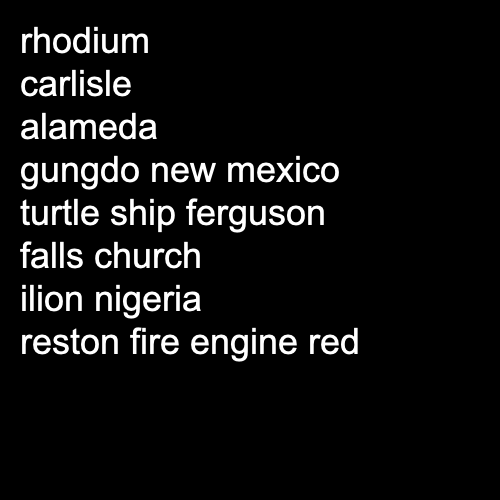 rhodium
carlisle
alameda
gungdo new mexico
turtle ship ferguson
falls church
ilion nigeria
reston fire engine red